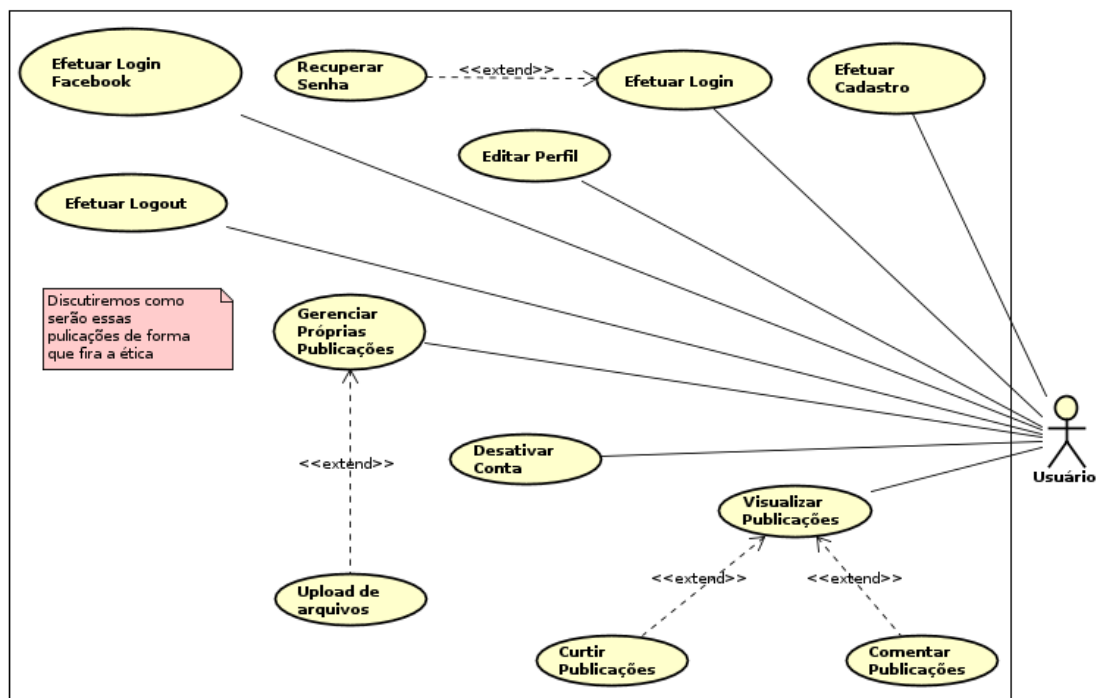 Efetuar Login
Facebook
Recuperar
Senha
<<extend>>
Efetuar Login
Efetuar
Cadastro
Editar Perfil
Efetuar Logout
Discutiremos como
serão essas
pulicações de forma
que fira a ética
Gerenciar
Próprias
Publicações
<<extend>>
Desativar
Conta
Usuário
Visualizar
Publicações
<<extend>>
<<extend>>
Upload de
arquivos
Curtir
Publicações
Comentar
Publicações